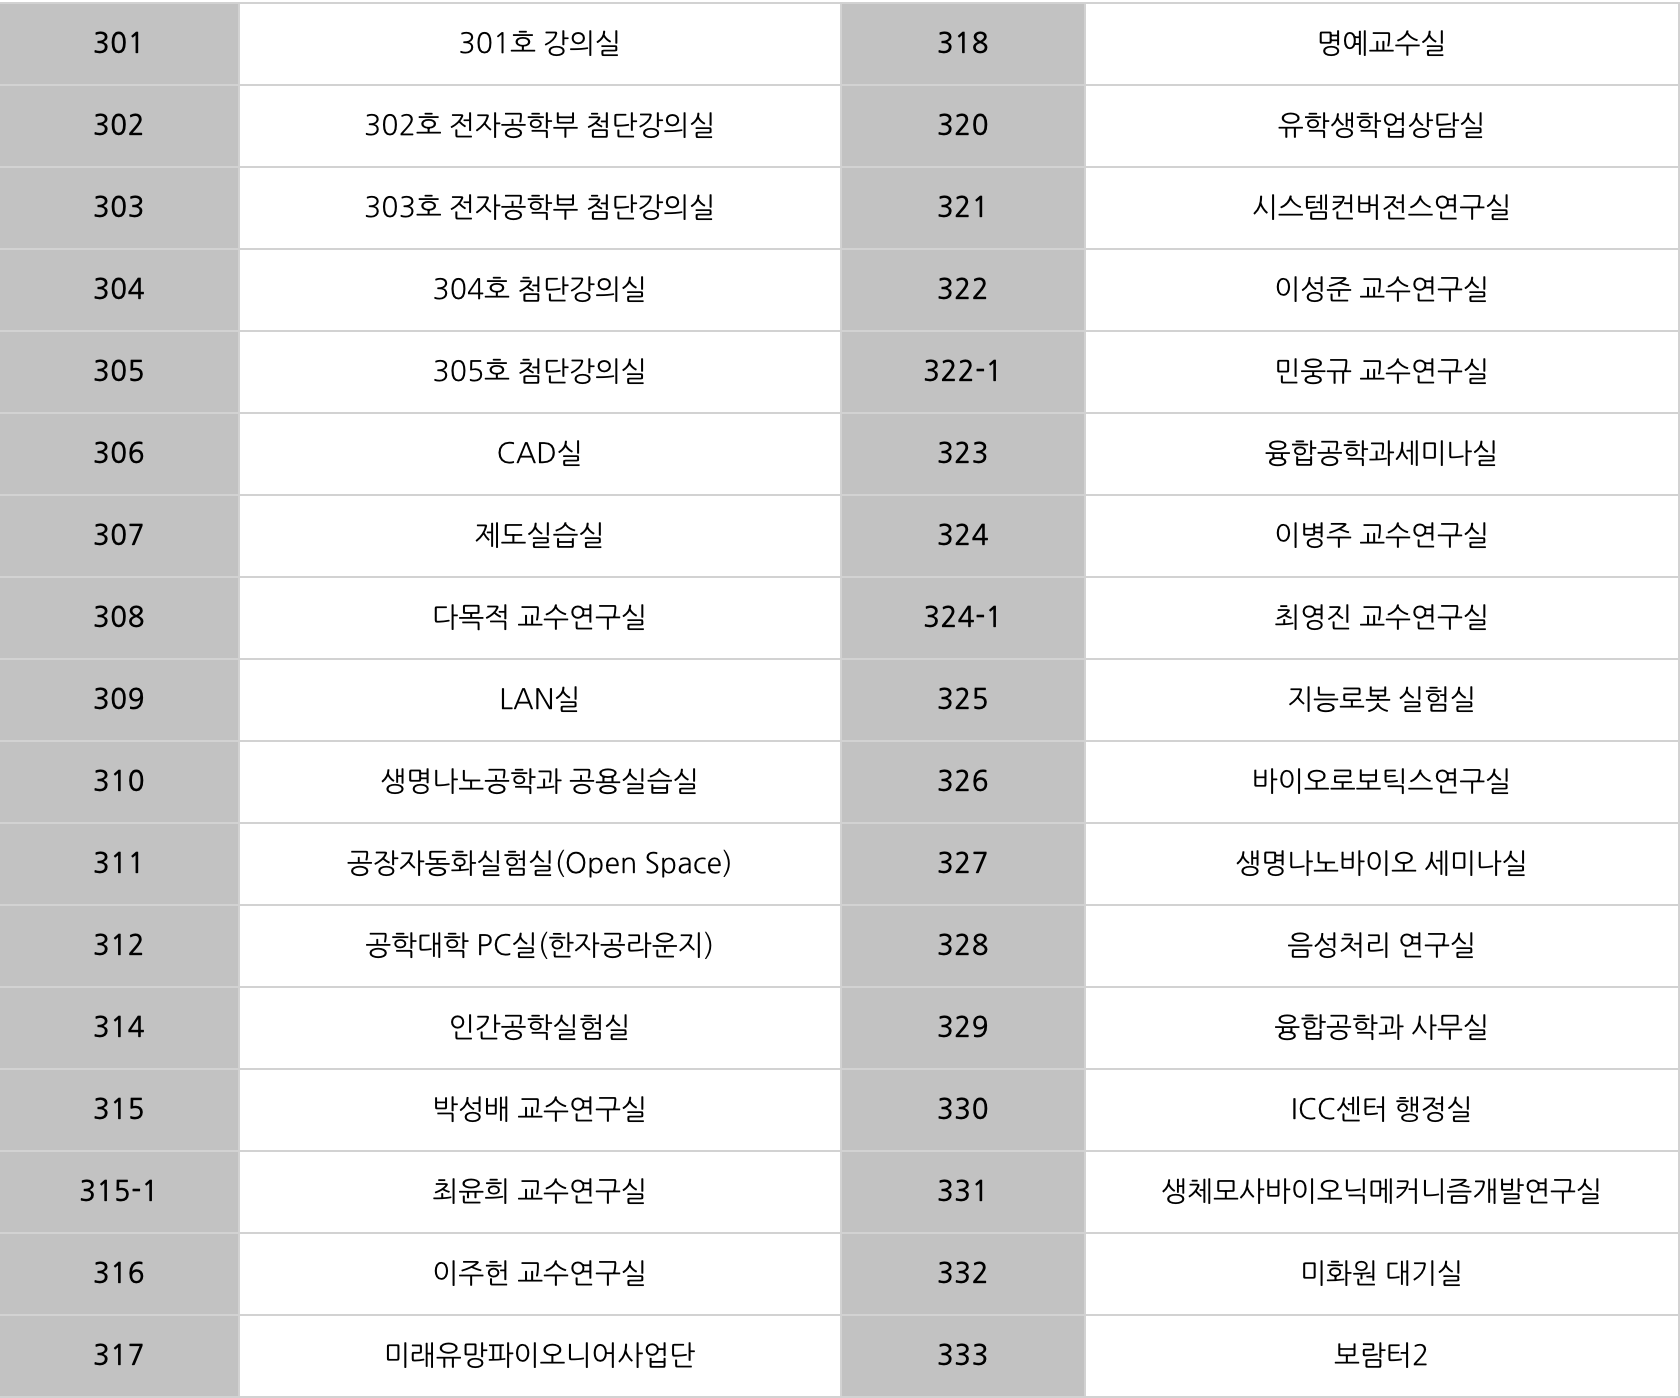 301 301호 강의실 318 명예교수실
302 302호 전자공학부 첨단강의실 320 유학생학업상담실
303 303호 전자공학부 첨단강의실 321 시스템컨버전스연구실
304 304호 첨단강의실 322 이성준 교수연구실
305 305호 첨단강의실 322-1 민웅규 교수연구실
306 CAD실 323 융합공학과세미나실
307 제도실습실 324 이병주 교수연구실
308 다목적 교수연구실 324-1 최영진 교수연구실
309 LAN실 325 지능로봇 실험실
310 생명나노공학과 공용실습실 326 바이오로보틱스연구실
311 공장자동화실험실(Open Space) 327 생명나노바이오 세미나실
312 공학대학 PC실(한자공라운지) 328 음성처리 연구실
314 인간공학실험실 329 융합공학과 사무실
315 박성배 교수연구실 330 ICC센터 행정실
315-1 최윤희 교수연구실 331 생체모사바이오닉메커니즘개발연구실
316 이주헌 교수연구실 332 미화원 대기실
317 미래유망파이오니어사업단 333 보람터2